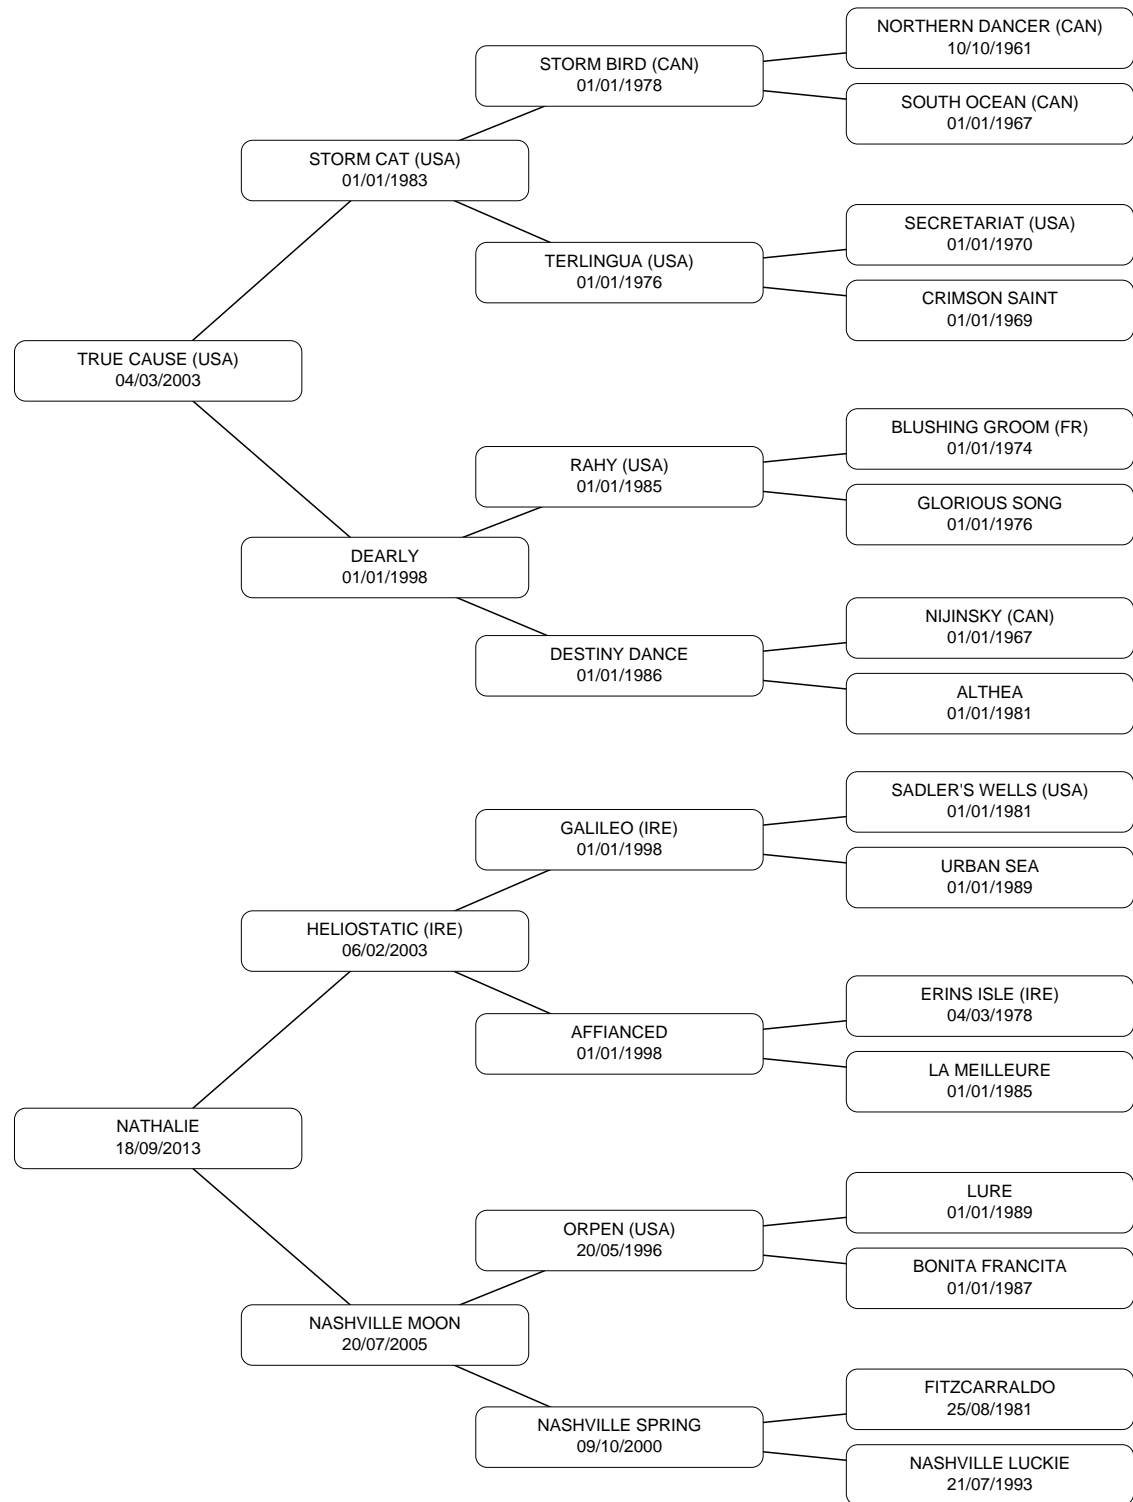 NORTHERN DANCER (CAN)
10/10/1961
STORM BIRD (CAN)
01/01/1978
SOUTH OCEAN (CAN)
01/01/1967
STORM CAT (USA)
01/01/1983
SECRETARIAT (USA)
01/01/1970
TERLINGUA (USA)
01/01/1976
CRIMSON SAINT
01/01/1969
TRUE CAUSE (USA)
04/03/2003
BLUSHING GROOM (FR)
01/01/1974
RAHY (USA)
01/01/1985
GLORIOUS SONG
01/01/1976
DEARLY
01/01/1998
NIJINSKY (CAN)
01/01/1967
DESTINY DANCE
01/01/1986
ALTHEA
01/01/1981
SADLER'S WELLS (USA)
01/01/1981
GALILEO (IRE)
01/01/1998
URBAN SEA
01/01/1989
HELIOSTATIC (IRE)
06/02/2003
ERINS ISLE (IRE)
04/03/1978
AFFIANCED
01/01/1998
LA MEILLEURE
01/01/1985
NATHALIE
18/09/2013
LURE
01/01/1989
ORPEN (USA)
20/05/1996
BONITA FRANCITA
01/01/1987
NASHVILLE MOON
20/07/2005
FITZCARRALDO
25/08/1981
NASHVILLE SPRING
09/10/2000
NASHVILLE LUCKIE
21/07/1993